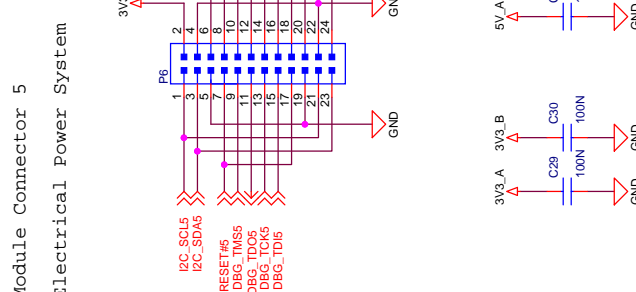 Module Connector 5
Electrical Power System
3V3
P6
2
4
6
8
10
12
14
16
18
20
22
24
1
3
5
7
9
11
13
15
17
19
21
23
GND
GND
I2C_SCL5
I2C_SDA5
RESET#5
DBG_TMS5
DBG_TDO5
DBG_TCK5
DBG_TDI5
5V_A
GND
3V3_B
C30
100N
GND
3V3_A
C29
100N
GND